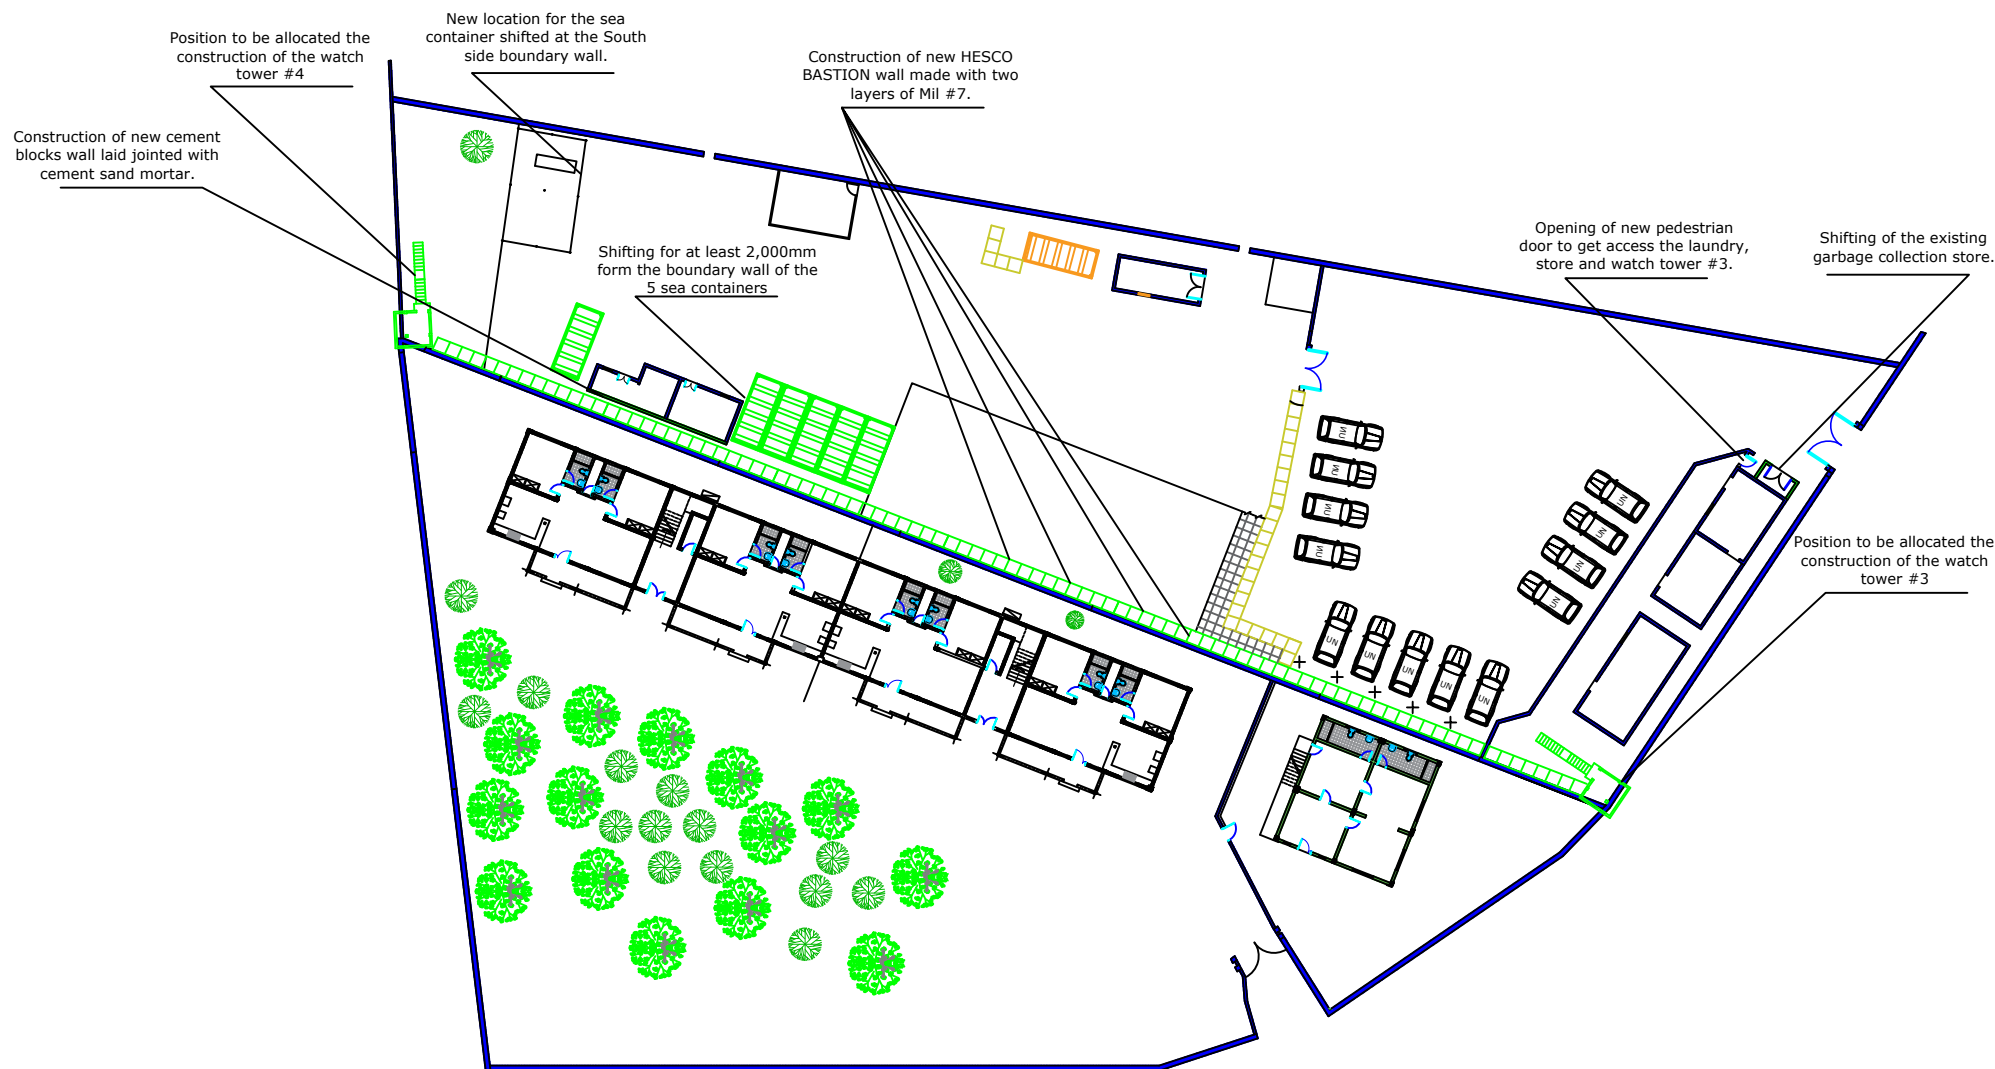 New location for the sea
container shifted at the South
side boundary wall.
Position to be allocated the
construction of the watch
tower #4
Construction of new HESCO
BASTION wall made with two
layers of Mil #7.
Construction of new cement
blocks wall laid jointed with
cement sand mortar.
Shifting for at least 2,000mm
form the boundary wall of the
5 sea containers
Opening of new pedestrian
door to get access the laundry,
store and watch tower #3.
Shifting of the existing
garbage collection store.
Position to be allocated the
construction of the watch
tower #3
UN
UN
UN
UN
UN
UN
UN
UN
UN
UN
UN
UN
UN